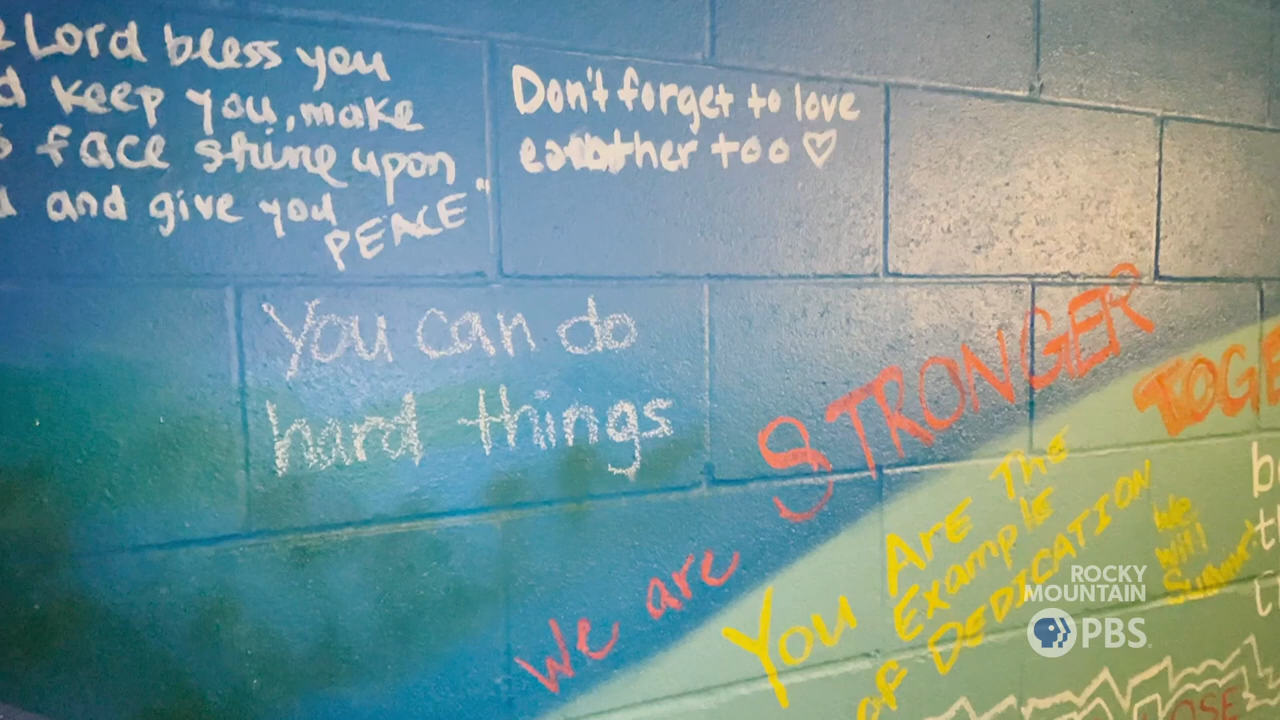 Lord bless you
keep you, make
face shine upon
and give you
PEACE"
Don't forget to love
eachother too ♡
You can do
hard things
We are STRONGER TOGE
You Are The
Example
of DEDICATION
We
will
ROCKY
MOUNTAIN
PBS
OSE